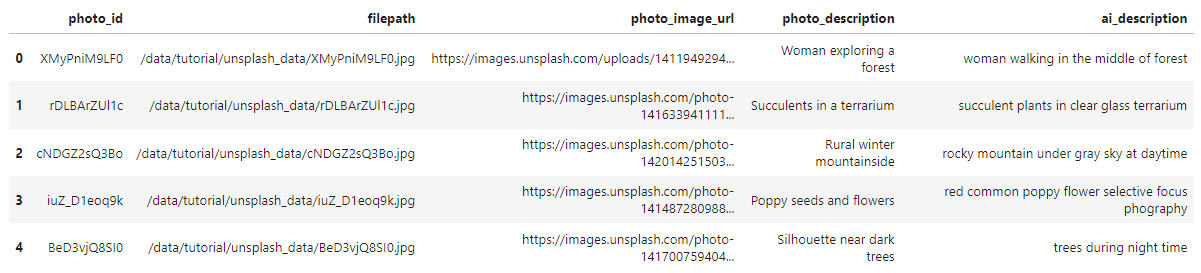 photo_id filepath photo_image_url photo_description ai_description
0 XMyPniM9LF0 /data/tutorial/unsplash_data/XMyPniM9LF0.jpg https://images.unsplash.com/uploads/1411949294... Woman exploring a
forest woman walking in the middle of forest
1 rDLBArZUl1c /data/tutorial/unsplash_data/rDLBArZUl1c.jpg https://images.unsplash.com/photo-
141633941111... Succulents in a terrarium succulent plants in clear glass terrarium
2 cNDGZ2sQ3Bo /data/tutorial/unsplash_data/cNDGZ2sQ3Bo.jpg https://images.unsplash.com/photo-
142014251503... Rural winter
mountainside rocky mountain under gray sky at daytime
3 iuZ_D1eoq9k /data/tutorial/unsplash_data/iuZ_D1eoq9k.jpg https://images.unsplash.com/photo-
141487280988... Poppy seeds and flowers red common poppy flower selective focus
phography
4 BeD3vjQ8SI0 /data/tutorial/unsplash_data/BeD3vjQ8SI0.jpg https://images.unsplash.com/photo-
141700759404... Silhouette near dark
trees trees during night time